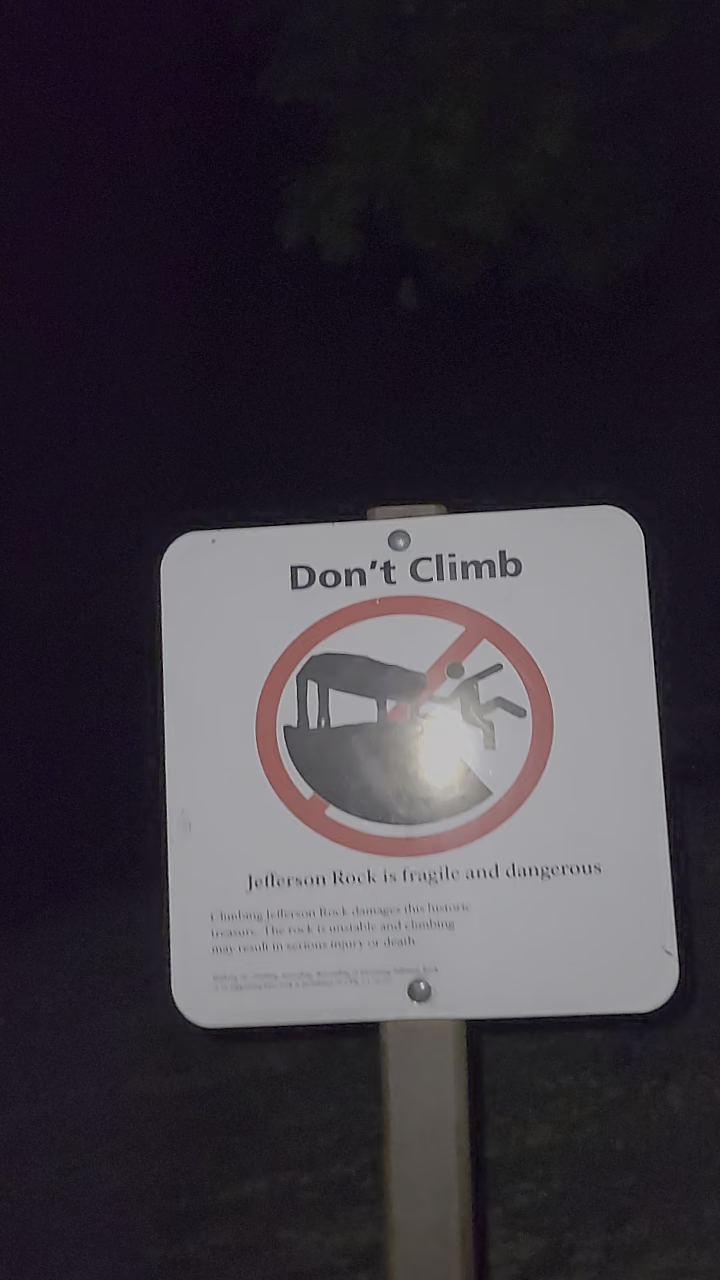 Don't Climb
Jefferson Rock is fragile and dangerous
Climbing Jefferson Rock damages this historic
treasure. The rock is unstable and climbing
may result in serious injury or death